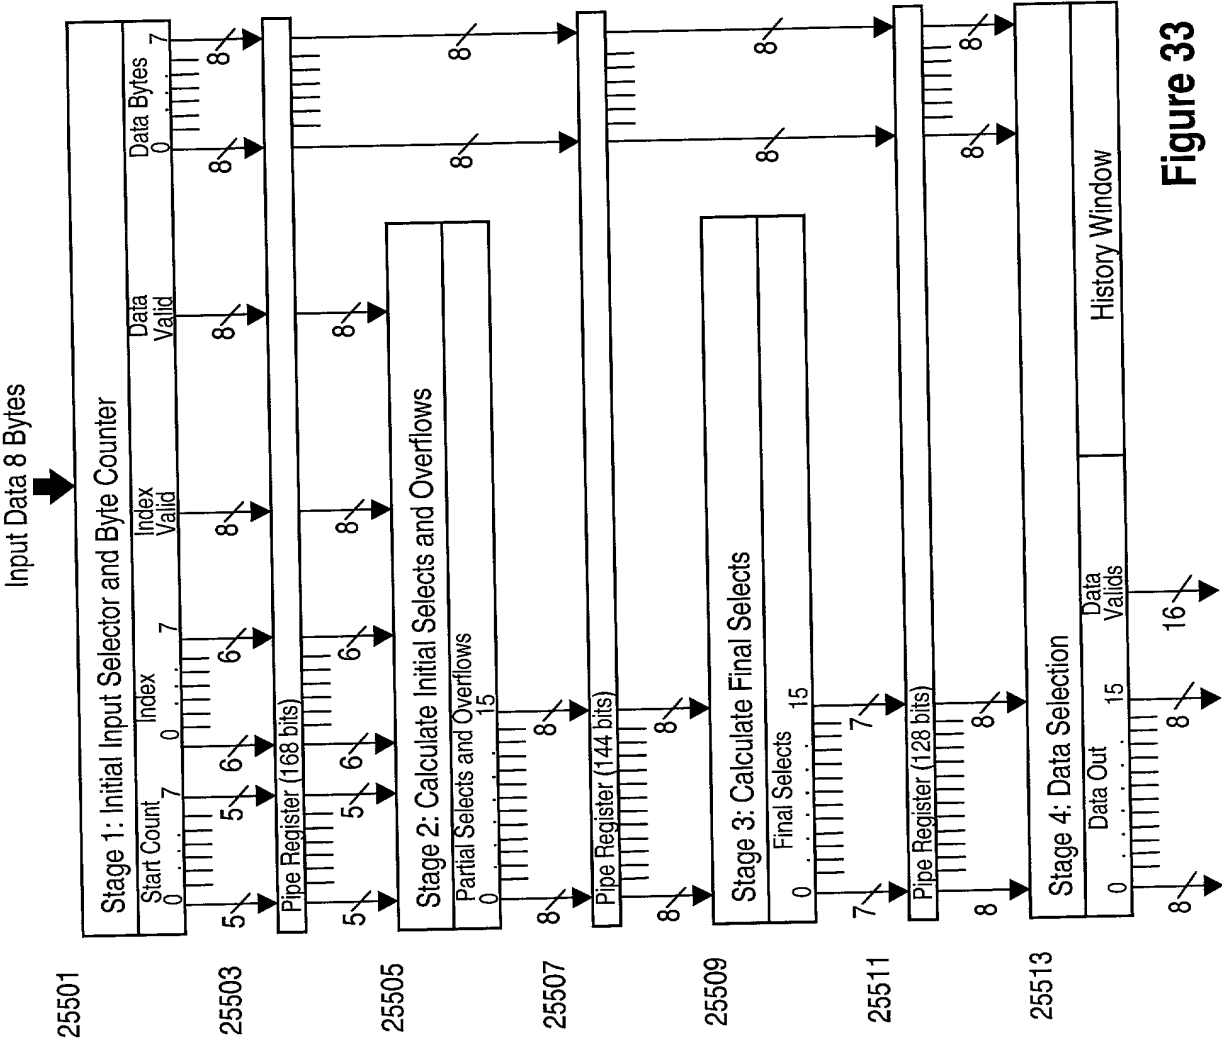 Input Data 8 Bytes
25501
Stage 1: Initial Input Selector and Byte Counter
Start Count
0 . . . . 7
Index
0 . . . . 7
Index
Valid
Data
Valid
Data Bytes
0 . . . . 7
5 5 6 6 8 8 8 8
25503
Pipe Register (168 bits)
5 5 6 6 8 8 8 8
25505
Stage 2: Calculate Initial Selects and Overflows
Partial Selects and Overflows
0 . . . . . 15
8 8
25507
Pipe Register (144 bits)
8 8 8 8
25509
Stage 3: Calculate Final Selects
Final Selects
0 . . . . . 15
7 7
25511
Pipe Register (128 bits)
8 8 8 8
25513
Stage 4: Data Selection
Data Out
0 . . . . . 15
Data
Valids
History Window
8 8 16
Figure 33